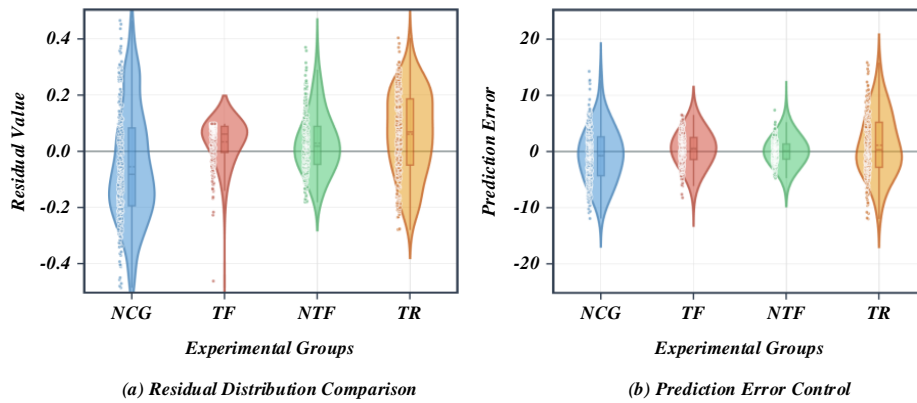 0.4
0.2
0.0
-0.2
-0.4
Residual Value
NCG TF NTF TR
Experimental Groups
(a) Residual Distribution Comparison
20
10
0
-10
-20
Prediction Error
NCG TF NTF TR
Experimental Groups
(b) Prediction Error Control